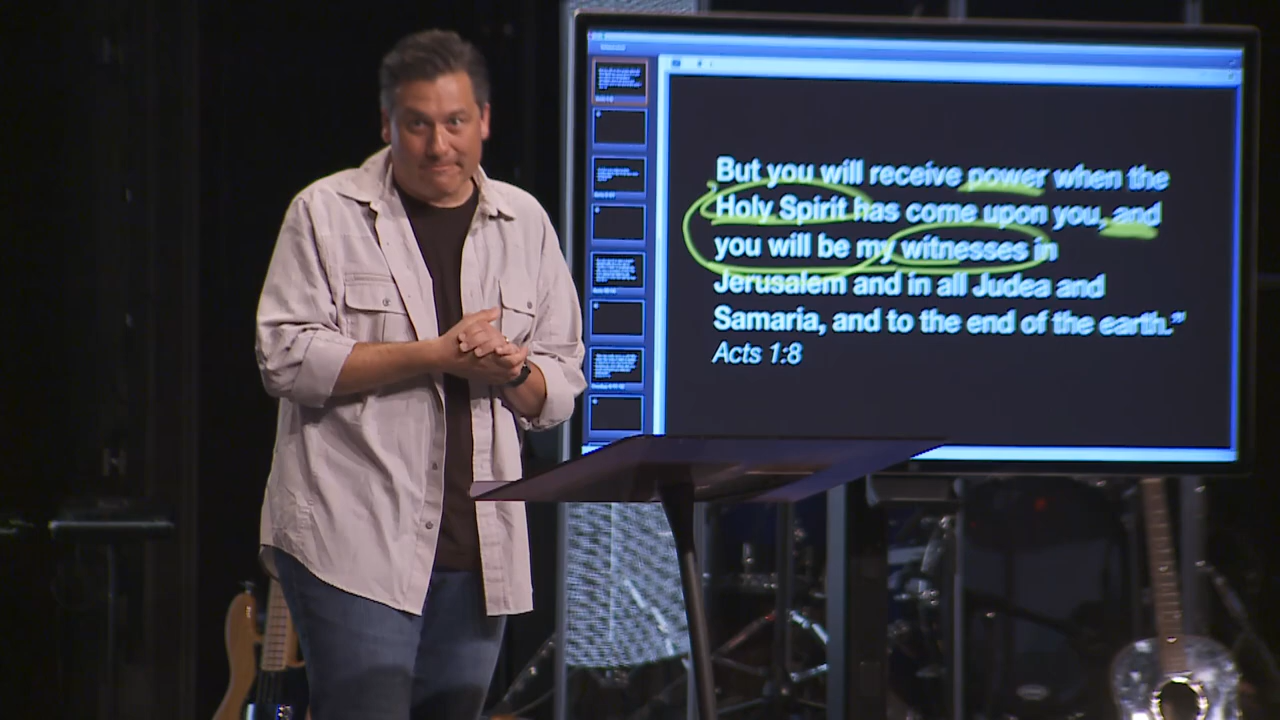 But you will receive power when the
Holy Spirit has come upon you, and
you will be my witnesses in
Jerusalem and in all Judea and
Samaria, and to the end of the earth.”
Acts 1:8